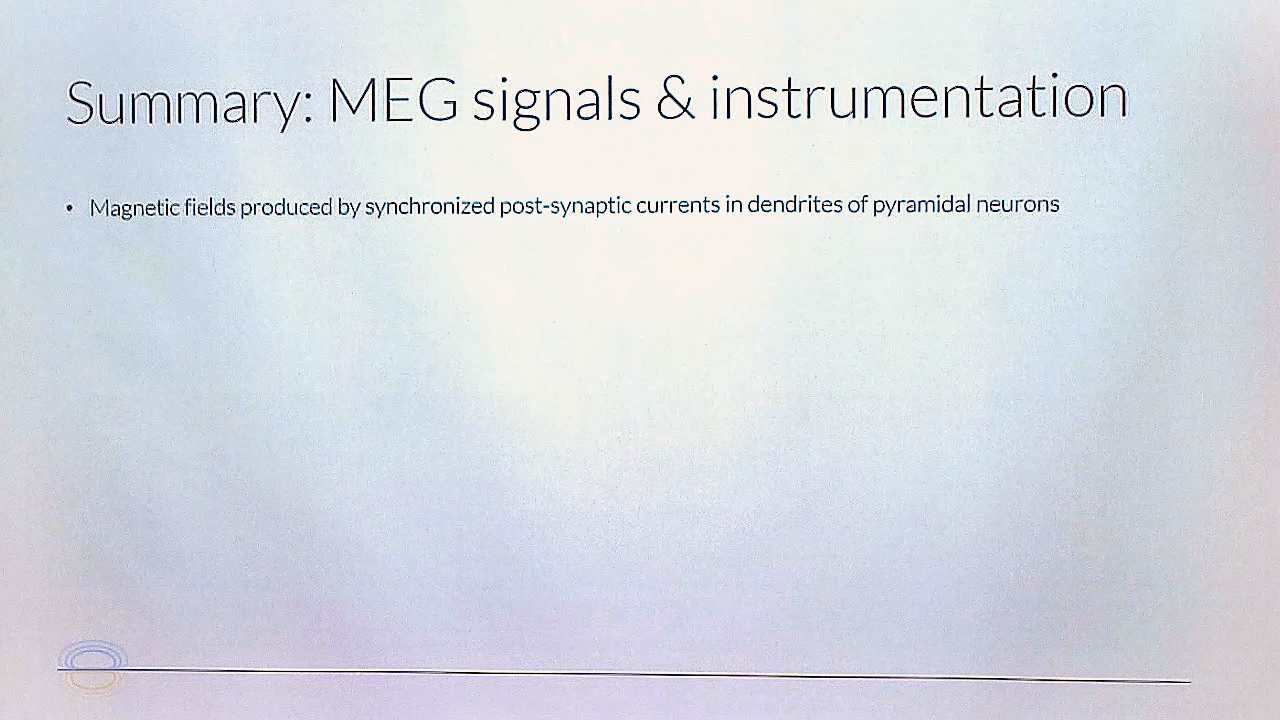 Summary: MEG signals & instrumentation
• Magnetic fields produced by synchronized post-synaptic currents in dendrites of pyramidal neurons